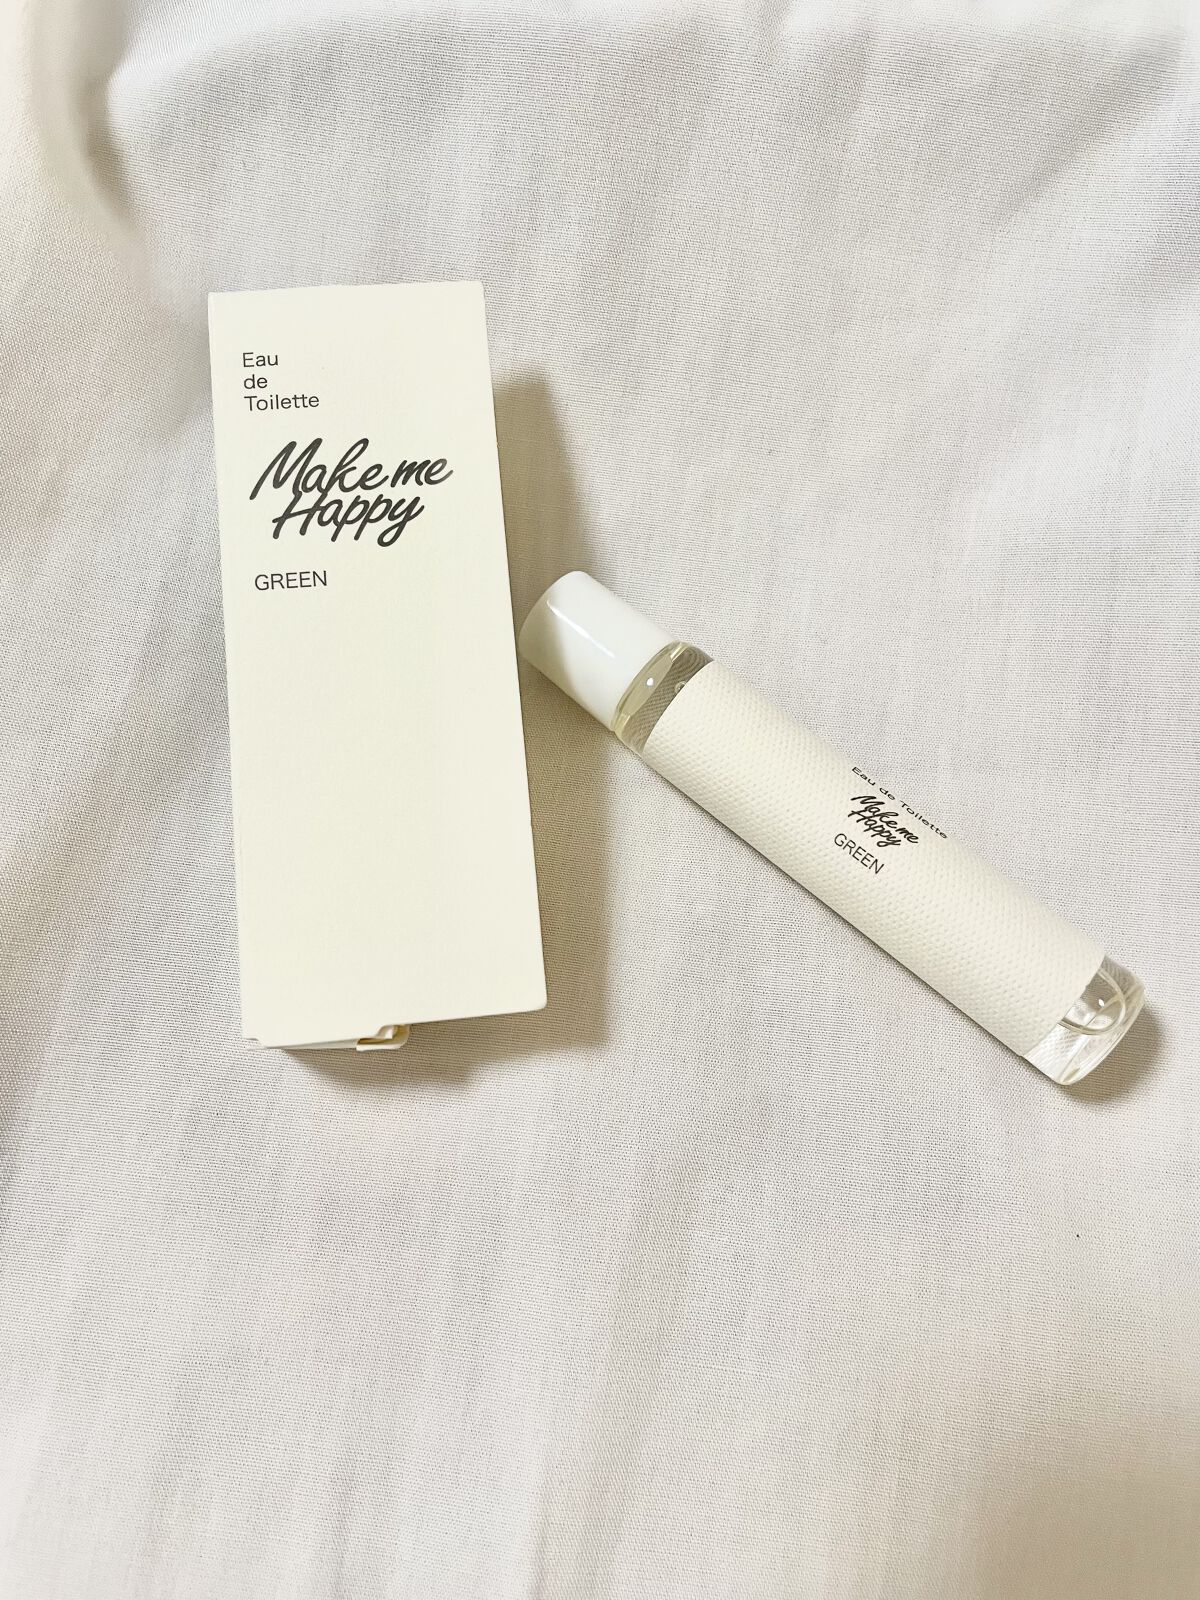 Eau
de
Toilette
Make me
Happy
GREEN
Eau de Toilette
Make me
Happy
GREEN